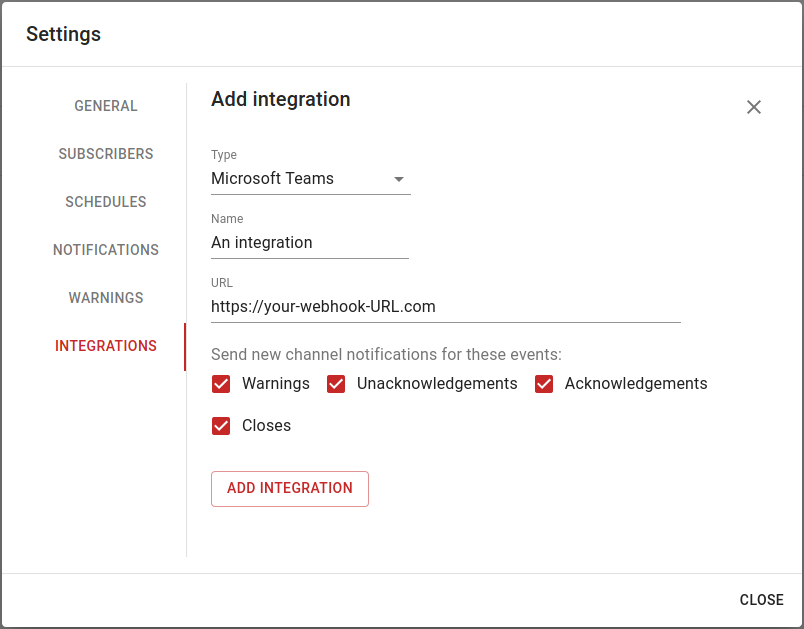 Settings
GENERAL
SUBSCRIBERS
SCHEDULES
NOTIFICATIONS
WARNINGS
INTEGRATIONS
Add integration
Type
Microsoft Teams
Name
An integration
URL
https://your-webhook-URL.com
Send new channel notifications for these events:
Warnings Unacknowledgements Acknowledgements
Closes
ADD INTEGRATION
CLOSE